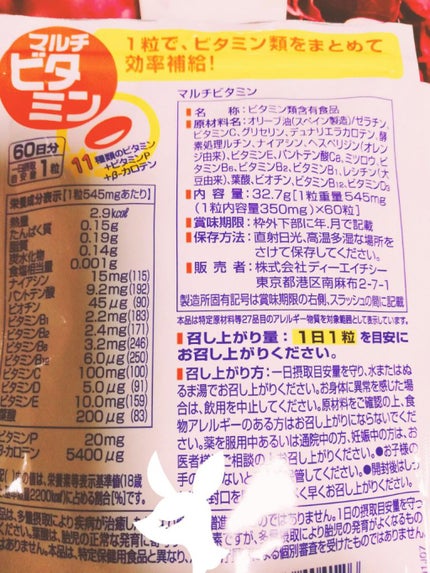 マルチ
ビタ
ミン
1粒で、ビタミン類をまとめて
効率補給!
60日分
1粒
11種類のビタミン
+ビタミンP
+β-カロテン
栄養成分表示[1粒545mgあたり]
熱量 2.9kcal
たんぱく質 0.15g
脂質 0.19g
炭水化物 0.14g
食塩相当量 0.001g
ナイアシン 15mg(115)
パントテン酸 9.2mg(192)
ビオチン 45μg(90)
ビタミンB₁ 2.2mg(183)
ビタミンB₂ 2.4mg(171)
ビタミンB₆ 3.2mg(246)
ビタミンB₁₂ 6.0μg(250)
ビタミンC 100mg(100)
ビタミンD 5.0μg(91)
ビタミンE 10.0mg(159)
葉酸 200μg(83)
ビタミンP 20mg
β-カロテン 5400μg
マルチビタミン
■名 称:ビタミン類含有食品
■原材料名:オリーブ油(スペイン製造)/ゼラチン、
ビタミンC、グリセリン、デュナリエラカロテン、酵
素処理ルチン、ナイアシン、ヘスペリジン(オレ
ンジ由来)、ビタミンE、パントテン酸Ca、ミツロウ、ビ
タミンB₆、ビタミンB₂、ビタミンB₁、レシチン(大
豆由来)、葉酸、ビオチン、ビタミンB₁₂、ビタミンD₃
■内 容 量:32.7g[1粒重量545mg
(1粒内容量350mg)×60粒]
■賞味期限:枠外下部に年、月で記載
■保存方法:直射日光、高温多湿な場所を
さけて保存してください。
■販 売 者:株式会社ディーエイチシー
東京都港区南麻布2-7-1
製造所固有記号は賞味期限の右側、スラッシュの間に記載
本品は特定原材料等27品目のアレルギー物質を対象範囲として表示しています。
■召し上がり量:1日1粒を目安に
お召し上がりください。
■召し上がり方:一日摂取目安量を守り、水またはぬ
るま湯でお召し上がりください。お身体に異常を感じた場
合は、飲用を中止してください。原材料をご確認の上、食
物アレルギーのある方はお召し上がりにならないでくだ
さい。薬を服用中あるいは通院中の方、妊娠中の方は、お